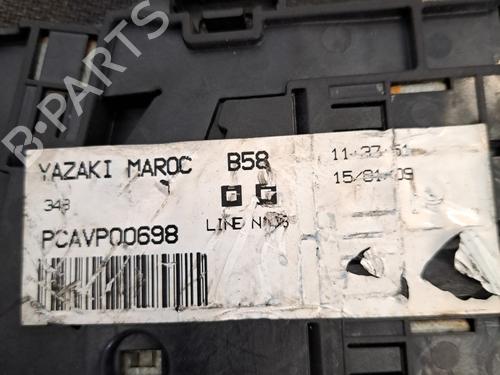 B-PARTS
YAZAKI MAROC B58
11:37:51
15/01/09
348
PCAVP00698
LINE N